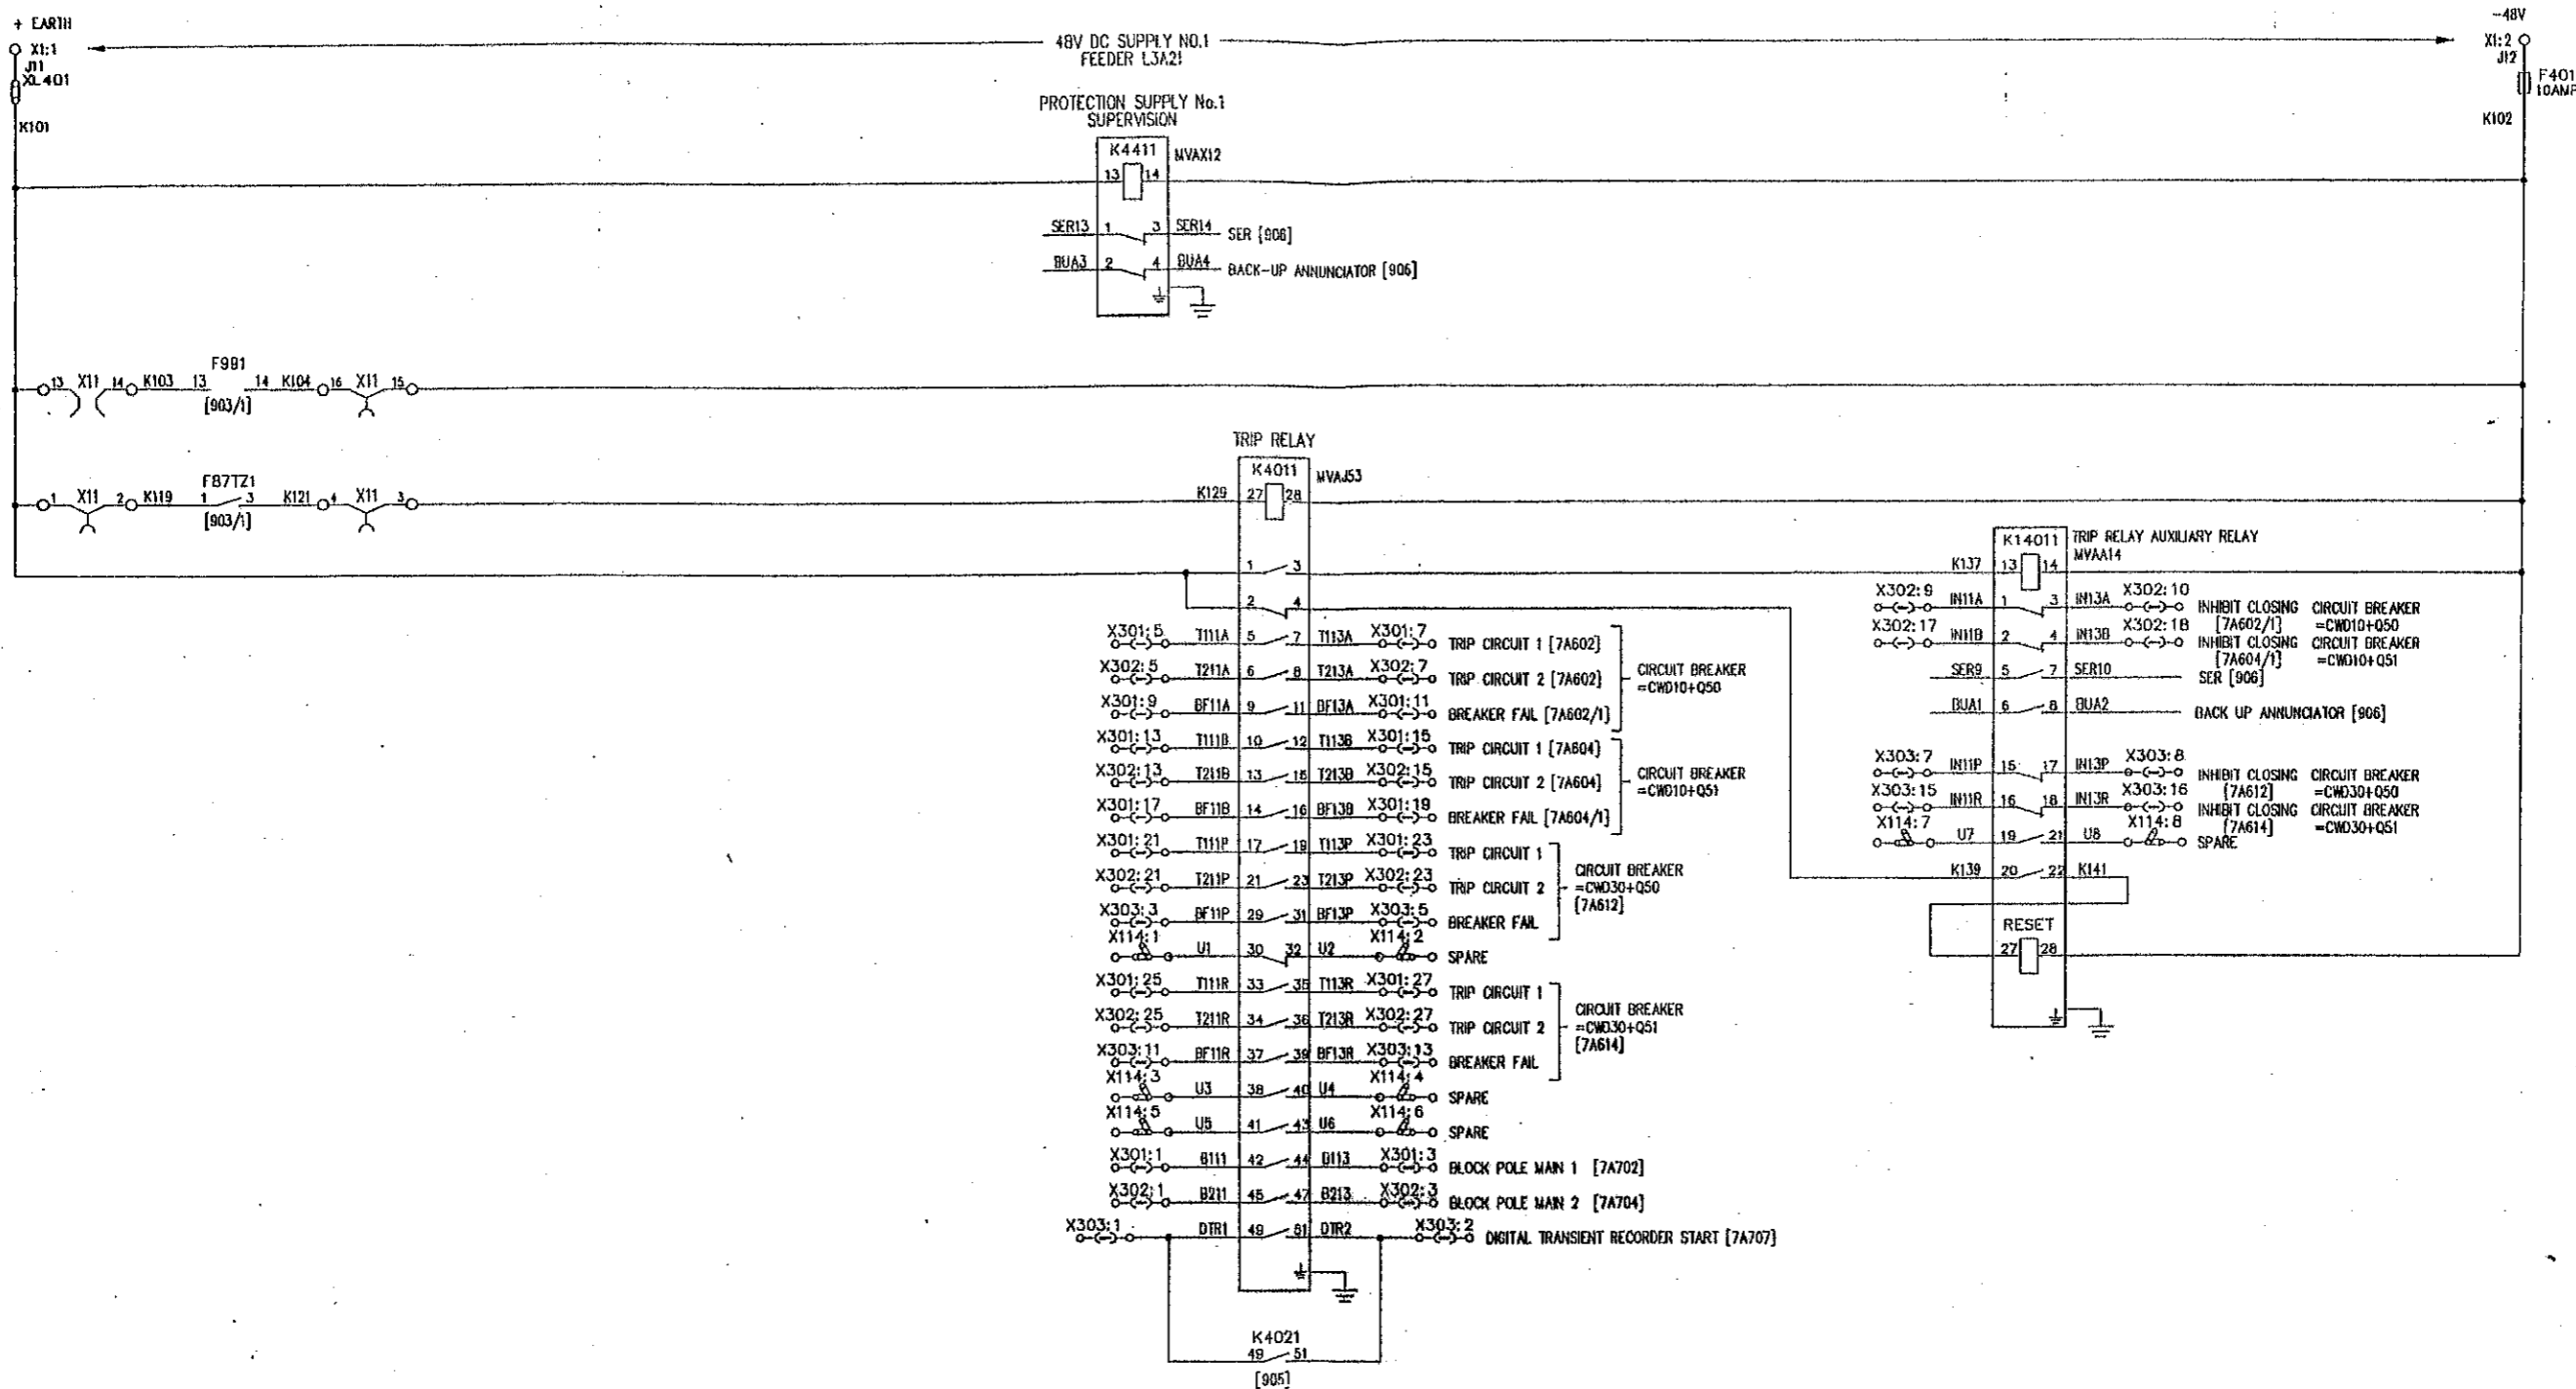 + EARTH
X1:1
J11
XL401
K101
48V DC SUPPLY NO.1
FEEDER L3A21
-48V
X1:2
J12
F401
10AMP
K102
PROTECTION SUPPLY No.1
SUPERVISION
K4411 MVAX12
13 14
SER13 1 3 SER14 SER [906]
BUA3 2 4 BUA4 BACK-UP ANNUNCIATOR [906]
F991
13 X11 14 K103 13 14 K104 16 X11 15
[903/1]
F87TZ1
1 X11 2 K119 1 3 K121 4 X11 3
[903/1]
TRIP RELAY
K4011 MVAJ53
K129 27 28
1 3
2 4
X301:5 T111A 5 7 T113A X301:7 TRIP CIRCUIT 1 [7A602]
X302:5 T211A 6 8 T213A X302:7 TRIP CIRCUIT 2 [7A602]
X301:9 BF11A 9 11 BF13A X301:11 BREAKER FAIL [7A602/1]
CIRCUIT BREAKER
=CWD10+Q50
X301:13 T111B 10 12 T113B X301:15 TRIP CIRCUIT 1 [7A604]
X302:13 T211B 13 15 T213B X302:15 TRIP CIRCUIT 2 [7A604]
X301:17 BF11B 14 16 BF13B X301:19 BREAKER FAIL [7A604/1]
CIRCUIT BREAKER
=CWD10+Q51
X301:21 T111P 17 19 T113P X301:23 TRIP CIRCUIT 1
X302:21 T211P 21 23 T213P X302:23 TRIP CIRCUIT 2
X303:3 BF11P 29 31 BF13P X303:5 BREAKER FAIL
CIRCUIT BREAKER
=CWD30+Q50
[7A612]
X114:1 U1 30 32 U2 X114:2 SPARE
X301:25 T111R 33 35 T113R X301:27 TRIP CIRCUIT 1
X302:25 T211R 34 36 T213R X302:27 TRIP CIRCUIT 2
X303:11 BF11R 37 39 BF13R X303:13 BREAKER FAIL
CIRCUIT BREAKER
=CWD30+Q51
[7A614]
X114:3 U3 38 40 U4 X114:4 SPARE
X114:5 U5 41 43 U6 X114:6 SPARE
X301:1 B111 42 44 B113 X301:3 BLOCK POLE MAIN 1 [7A702]
X302:1 B211 45 47 B213 X302:3 BLOCK POLE MAIN 2 [7A704]
X303:1 DTR1 49 51 DTR2 X303:2 DIGITAL TRANSIENT RECORDER START [7A707]
K4021
49 51
[905]
K14011 TRIP RELAY AUXILIARY RELAY
MVAA14
K137 13 14
X302:9 IN11A 1 3 IN13A X302:10 INHIBIT CLOSING CIRCUIT BREAKER
[7A602/1] =CWD10+Q50
X302:17 IN11B 2 4 IN13B X302:18 INHIBIT CLOSING CIRCUIT BREAKER
[7A604/1] =CWD10+Q51
SER9 5 7 SER10 SER [906]
BUA1 6 8 BUA2 BACK UP ANNUNCIATOR [906]
X303:7 IN11P 15 17 IN13P X303:8 INHIBIT CLOSING CIRCUIT BREAKER
[7A612] =CWD30+Q50
X303:15 IN11R 16 18 IN13R X303:16 INHIBIT CLOSING CIRCUIT BREAKER
[7A614] =CWD30+Q51
X114:7 U7 19 21 U8 X114:8 SPARE
K139 20 22 K141
RESET
27 28